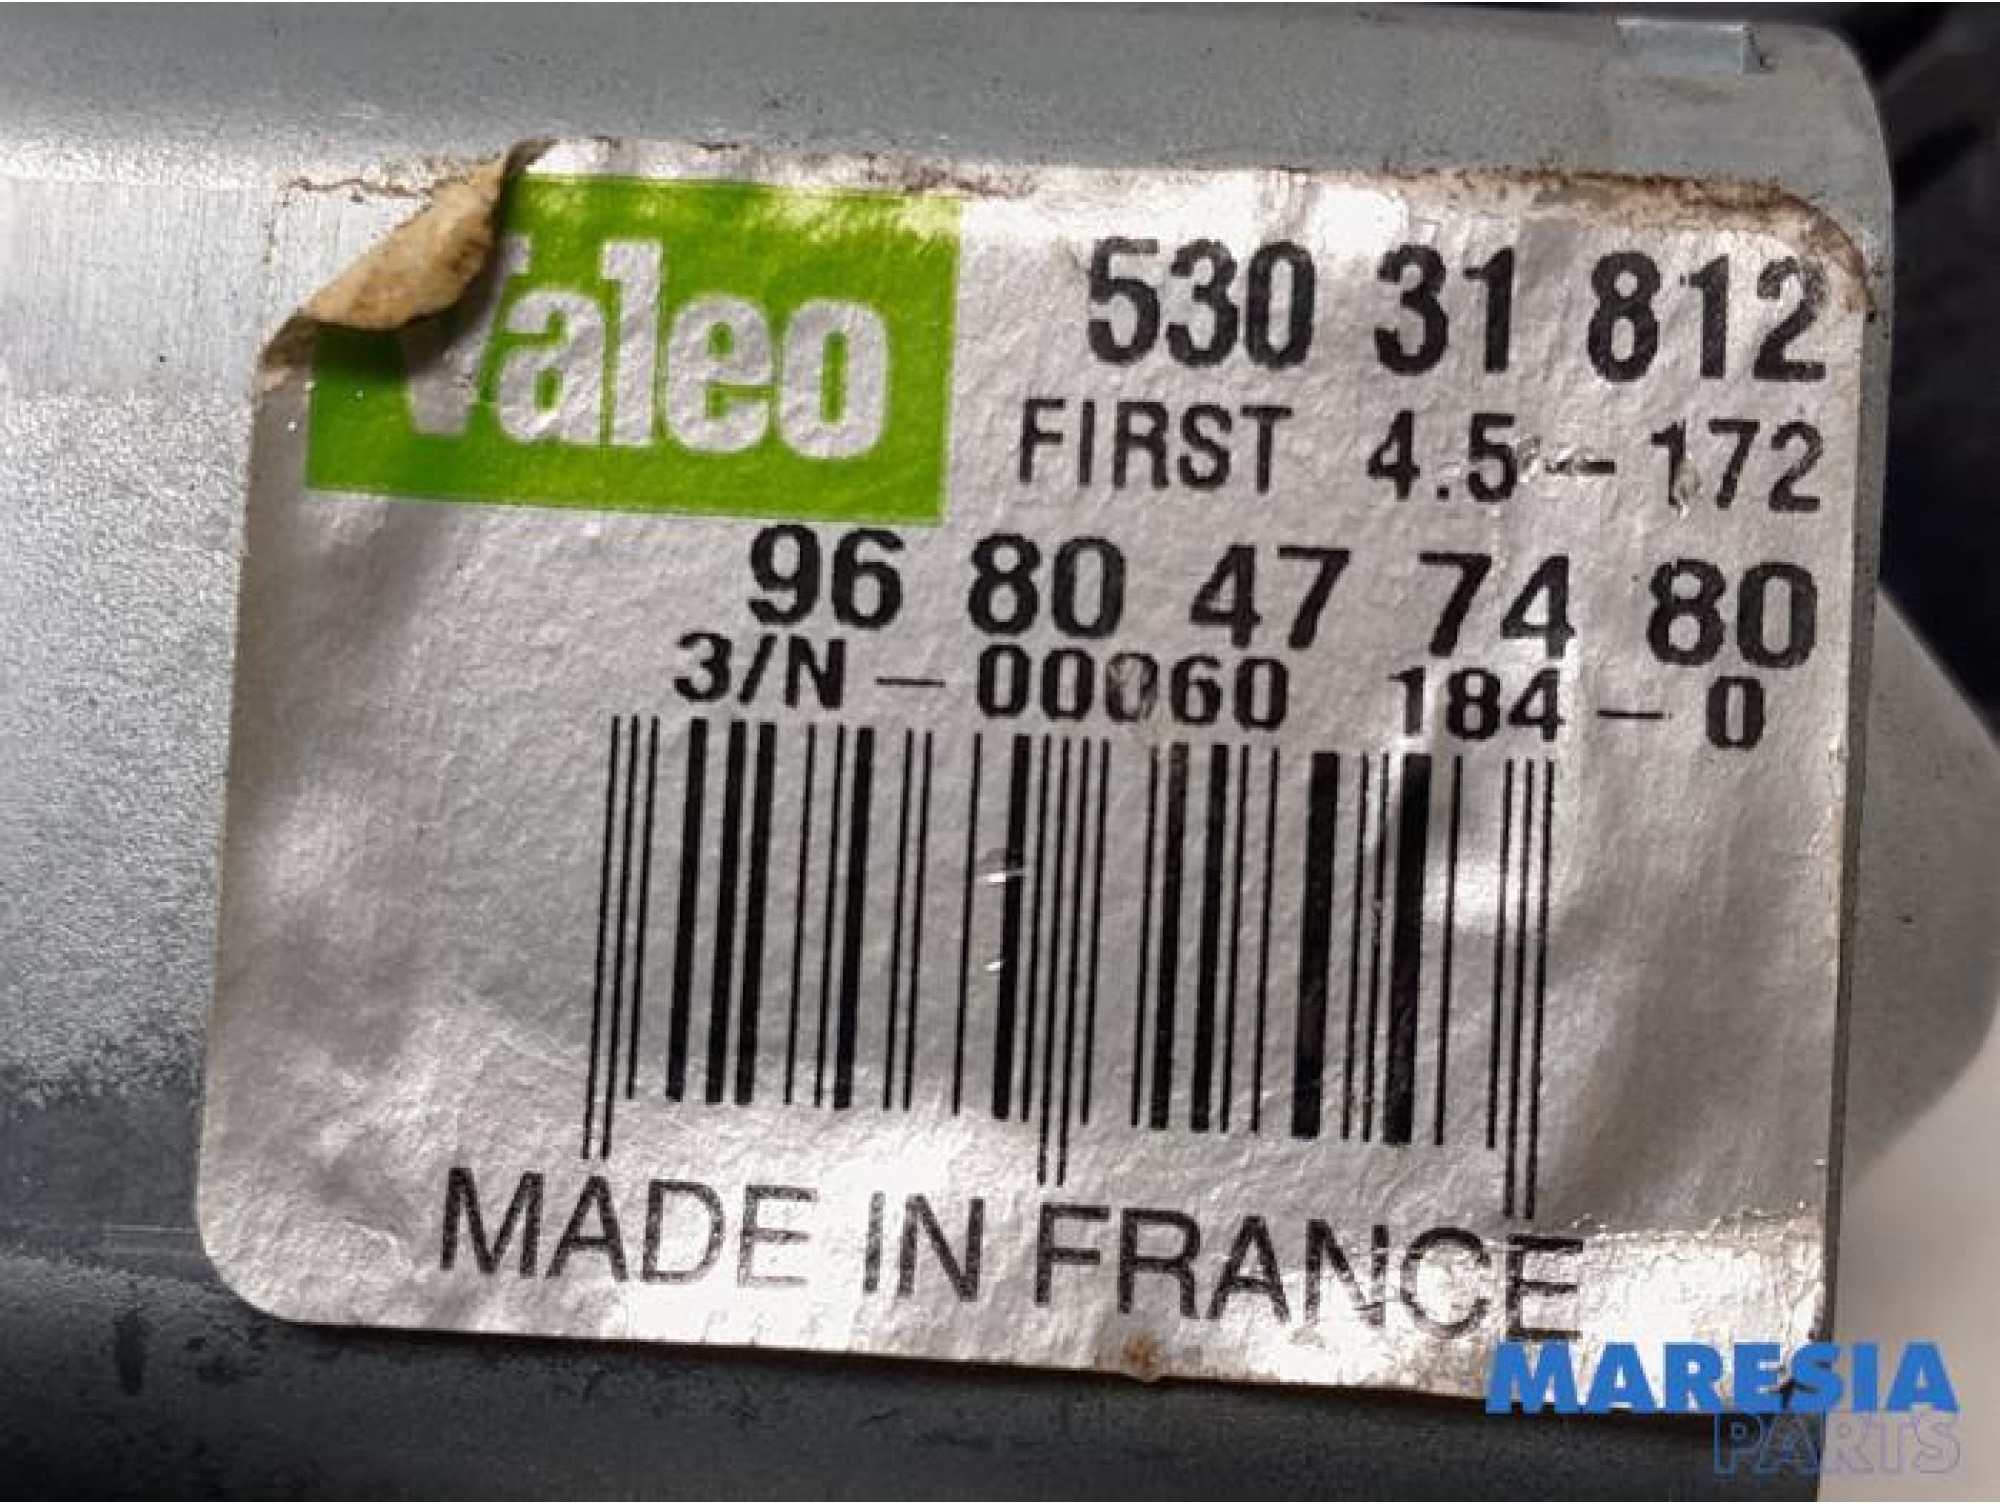 Valeo
530 31 812
FIRST 4.5-172
96 80 47 74 80
3/N-00060 184-0
MADE IN FRANCE
MARESIA
PARTS